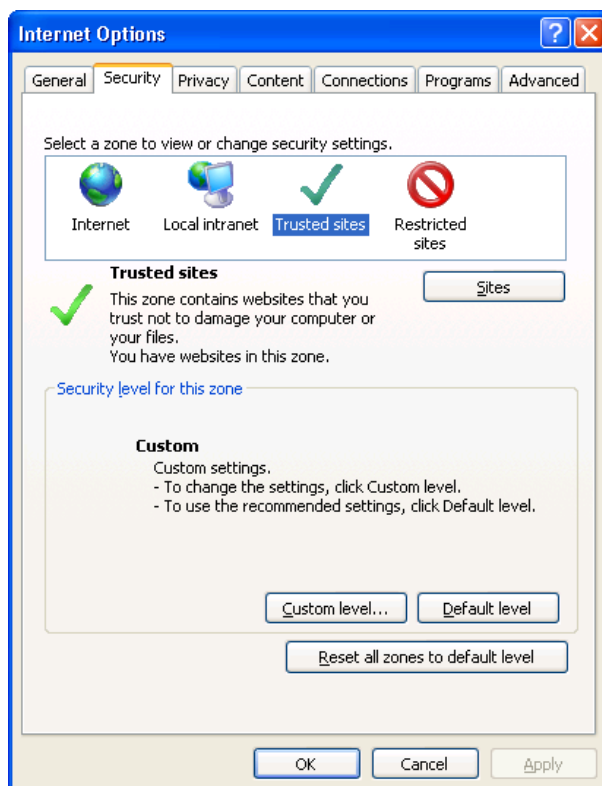 Internet Options
General Security Privacy Content Connections Programs Advanced
Select a zone to view or change security settings.
Internet Local intranet Trusted sites Restricted
sites
Trusted sites
Sites
This zone contains websites that you
trust not to damage your computer or
your files.
You have websites in this zone.
Security level for this zone
Custom
Custom settings.
- To change the settings, click Custom level.
- To use the recommended settings, click Default level.
Custom level... Default level
Reset all zones to default level
OK Cancel Apply